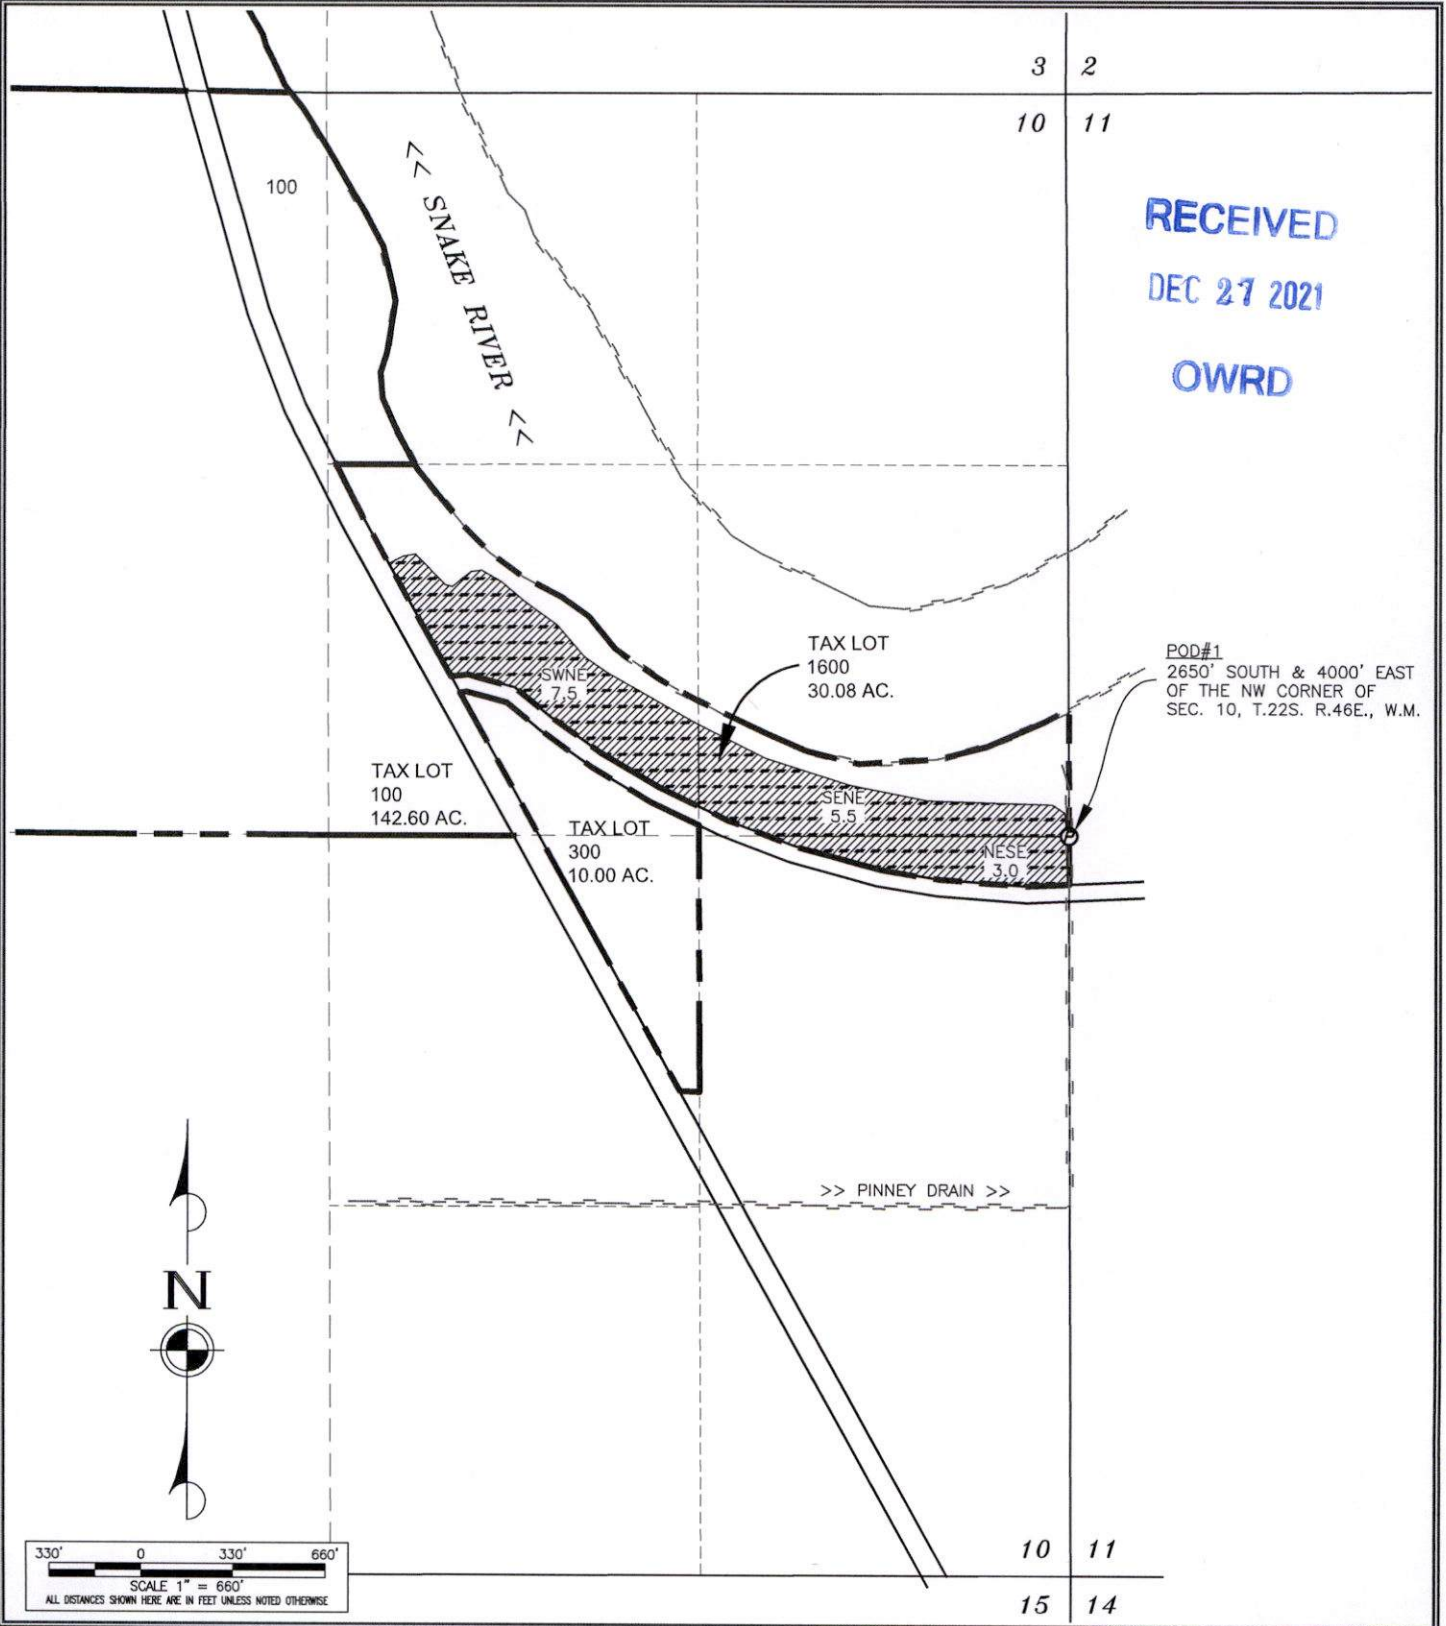 3 2
10 11
RECEIVED
DEC 27 2021
OWRD
100
<< SNAKE RIVER <<
TAX LOT
1600
30.08 AC.
POD#1
2650' SOUTH & 4000' EAST
OF THE NW CORNER OF
SEC. 10, T.22S. R.46E., W.M.
SWNE
7.5
TAX LOT
100
142.60 AC.
SENE
5.5
TAX LOT
300
10.00 AC.
NESE
3.0
P
>> PINNEY DRAIN >>
N
330' 0 330' 660'
SCALE 1" = 660'
ALL DISTANCES SHOWN HERE ARE IN FEET UNLESS NOTED OTHERWISE
10 11
15 14